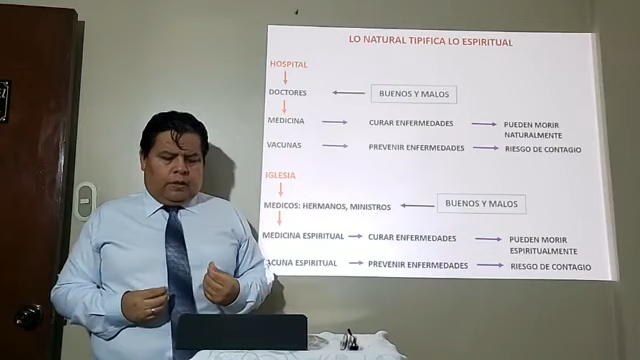 LO NATURAL TIPIFICA LO ESPIRITUAL
HOSPITAL
DOCTORES BUENOS Y MALOS
MEDICINA CURAR ENFERMEDADES PUEDEN MORIR
NATURALMENTE
VACUNAS PREVENIR ENFERMEDADES RIESGO DE CONTAGIO
IGLESIA
MEDICOS: HERMANOS, MINISTROS BUENOS Y MALOS
MEDICINA ESPIRITUAL CURAR ENFERMEDADES PUEDEN MORIR
ESPIRITUALMENTE
ACUNA ESPIRITUAL PREVENIR ENFERMEDADES RIESGO DE CONTAGIO